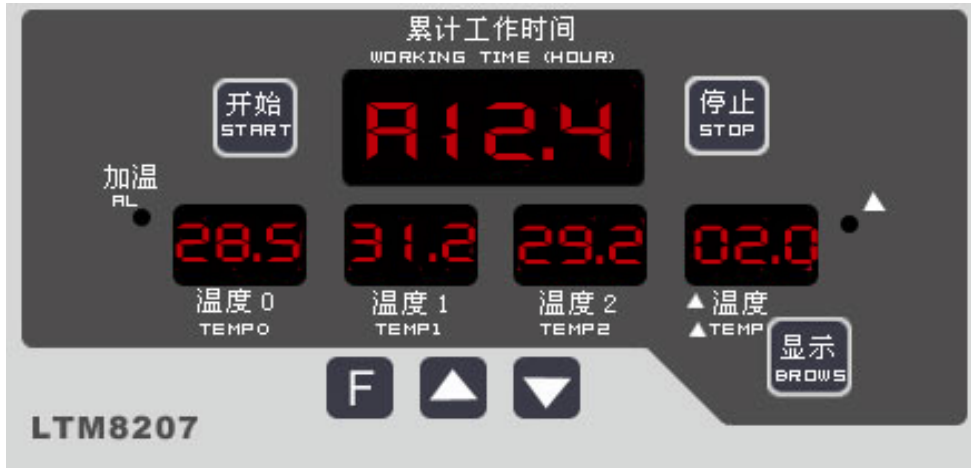 累计工作时间
WORKING TIME (HOUR)
开始
START
A12.4
停止
STOP
加温
AL
28.5
31.2
29.2
02.0
温度 0
TEMP0
温度 1
TEMP1
温度 2
TEMP2
▲温度
▲TEMP
显示
BROWS
F
LTM8207